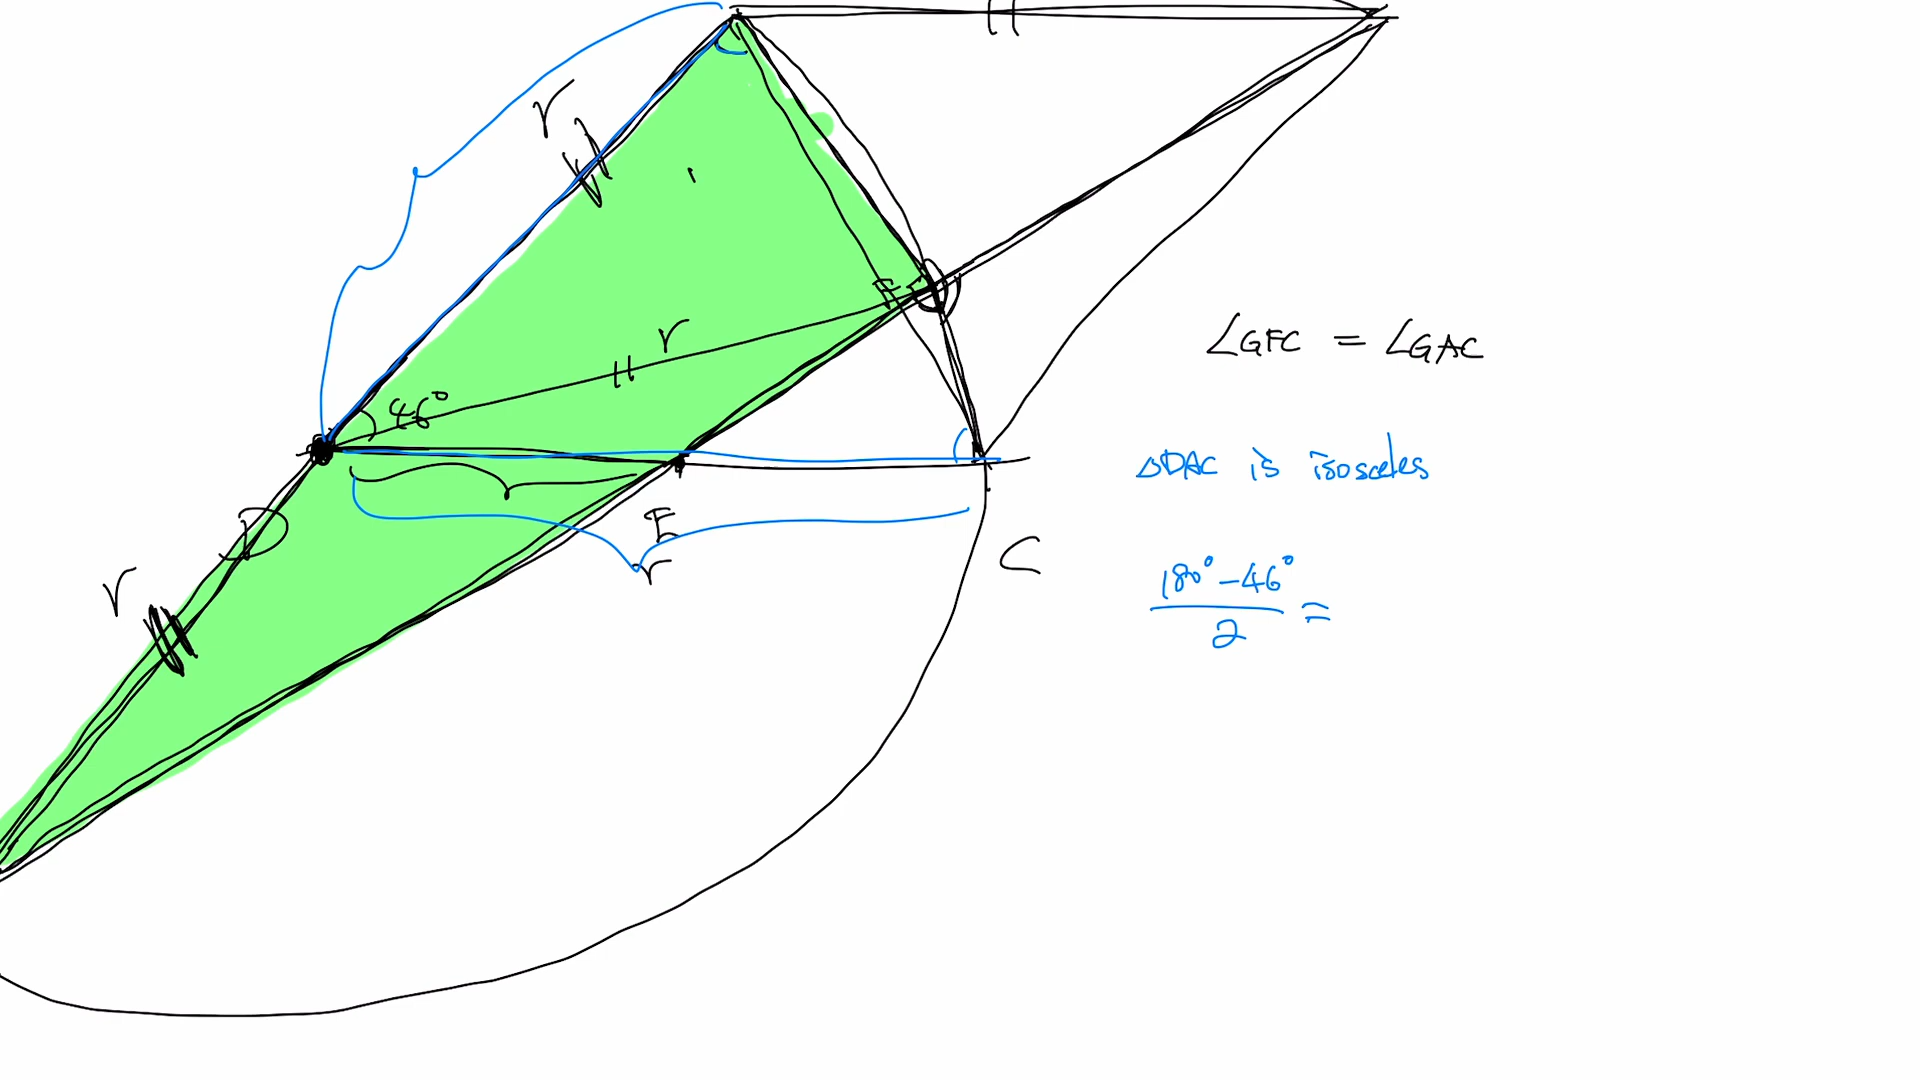 r
46°
r
F
D
E
r
r
C
∠GFC = ∠GAC
△DAC is isosceles
180° - 46°
2
=